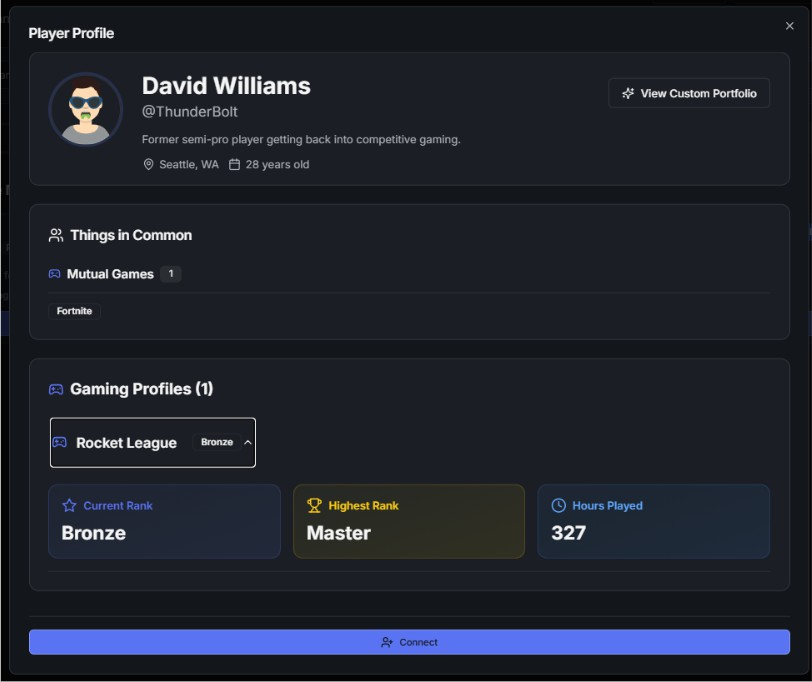 Player Profile
David Williams
@ThunderBolt
View Custom Portfolio
Former semi-pro player getting back into competitive gaming.
Seattle, WA 28 years old
Things in Common
Mutual Games 1
Fortnite
Gaming Profiles (1)
Rocket League Bronze
Current Rank
Bronze
Highest Rank
Master
Hours Played
327
Connect